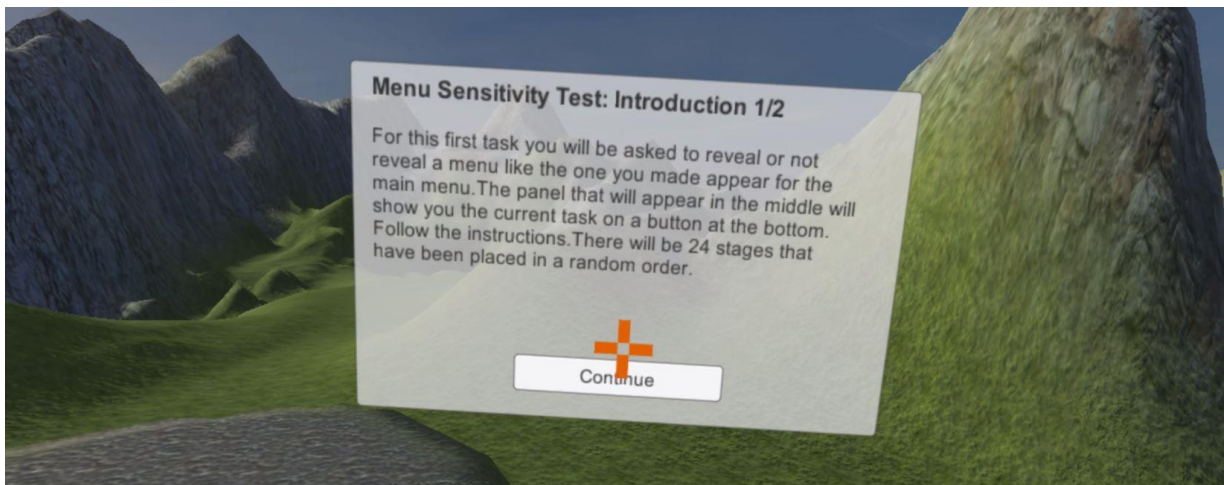 Menu Sensitivity Test: Introduction 1/2
For this first task you will be asked to reveal or not
reveal a menu like the one you made appear for the
main menu.The panel that will appear in the middle will
show you the current task on a button at the bottom.
Follow the instructions.There will be 24 stages that
have been placed in a random order.
Continue